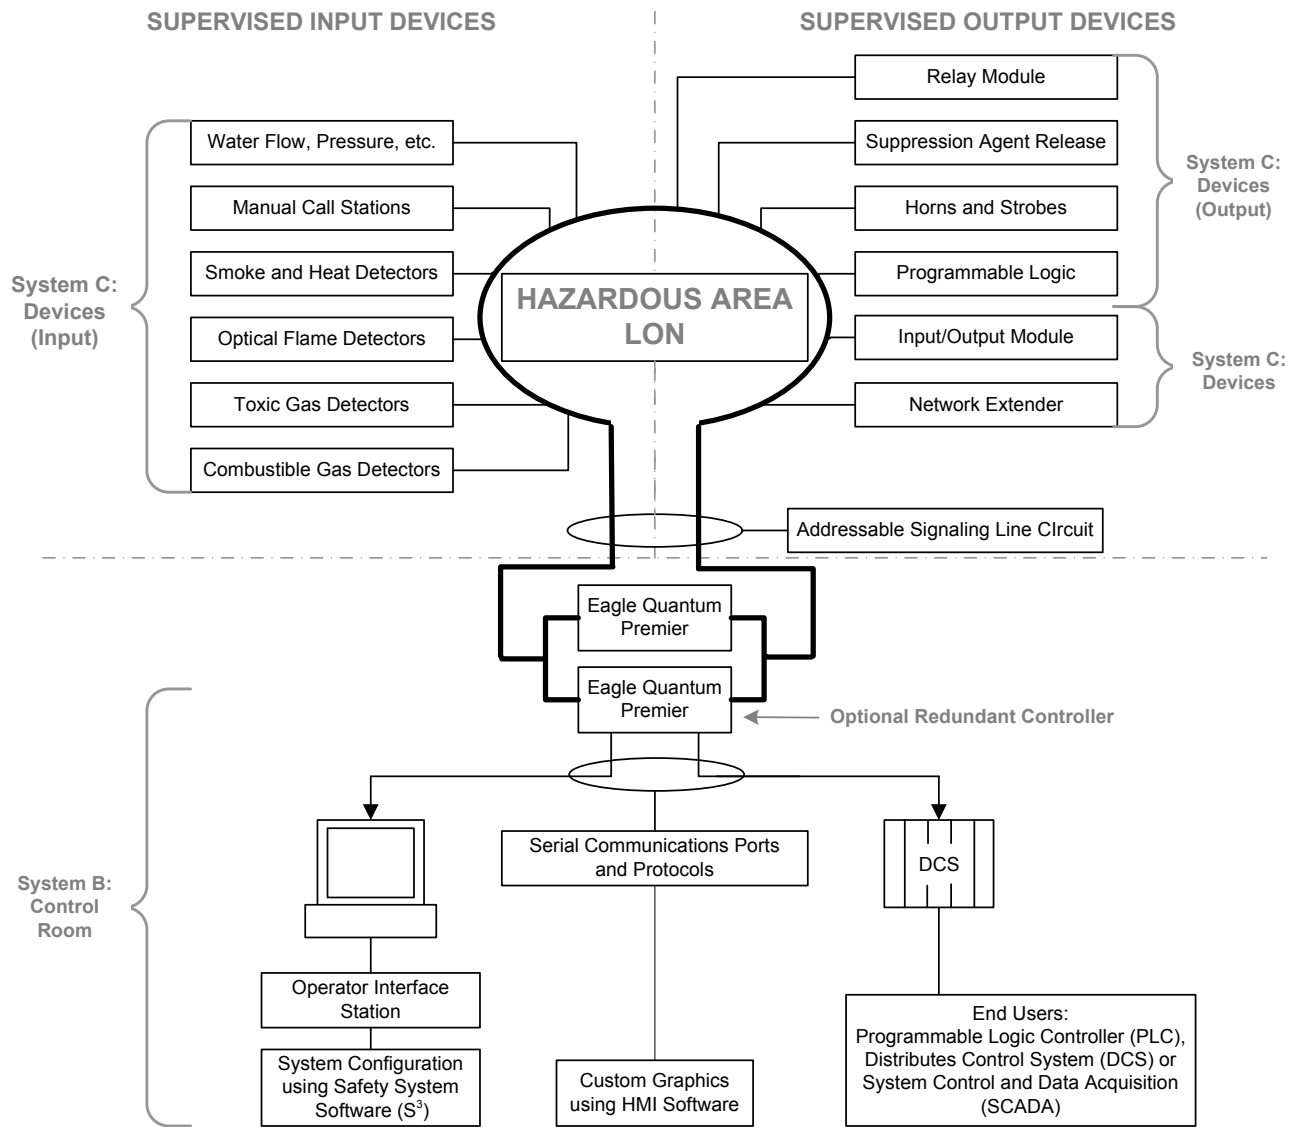 SUPERVISED INPUT DEVICES
SUPERVISED OUTPUT DEVICES
Relay Module
Water Flow, Pressure, etc.
Suppression Agent Release
System C:
Devices
(Output)
Manual Call Stations
Horns and Strobes
System C:
Devices
(Input)
Smoke and Heat Detectors
HAZARDOUS AREA
LON
Programmable Logic
Optical Flame Detectors
Input/Output Module
System C:
Devices
Toxic Gas Detectors
Network Extender
Combustible Gas Detectors
Addressable Signaling Line CIrcuit
Eagle Quantum
Premier
Eagle Quantum
Premier
Optional Redundant Controller
System B:
Control
Room
Serial Communications Ports
and Protocols
DCS
Operator Interface
Station
System Configuration
using Safety System
Software (S³)
Custom Graphics
using HMI Software
End Users:
Programmable Logic Controller (PLC),
Distributes Control System (DCS) or
System Control and Data Acquisition
(SCADA)